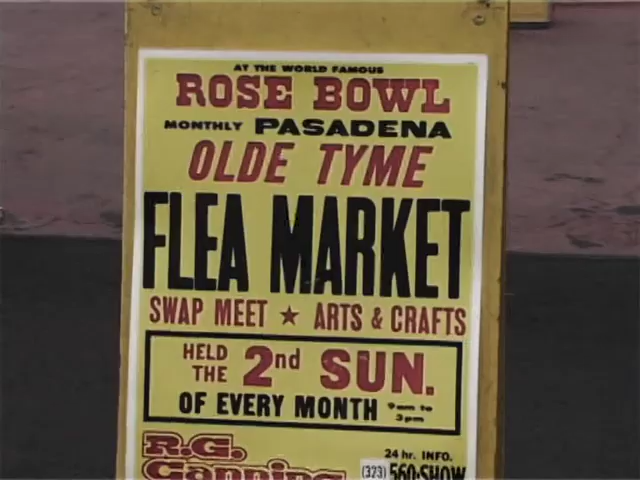 AT THE WORLD FAMOUS
ROSE BOWL
MONTHLY PASADENA
OLDE TYME
FLEA MARKET
SWAP MEET ★ ARTS & CRAFTS
HELD THE 2nd SUN.
OF EVERY MONTH 9am to 3pm
R.G. Canning
24 hr. INFO.
(323) 560-SHOW